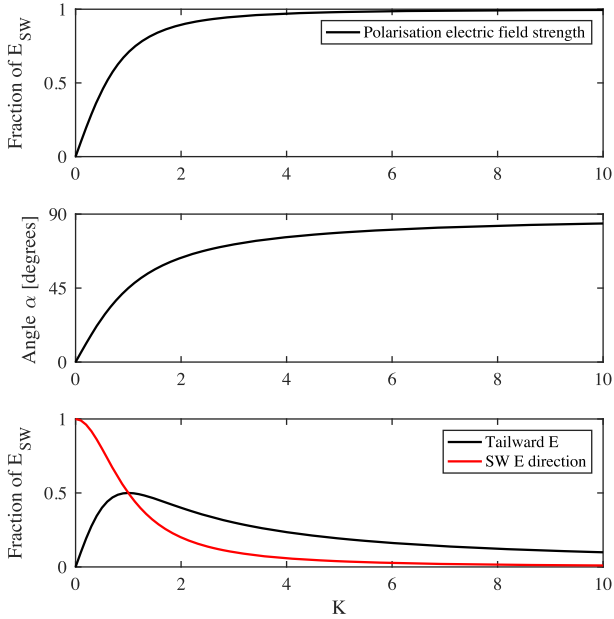 Fraction of E_SW
1
0.5
0
Polarisation electric field strength
0 2 4 6 8 10
Angle α [degrees]
90
45
0
0 2 4 6 8 10
Fraction of E_SW
1
0.5
0
Tailward E
SW E direction
0 2 4 6 8 10
K